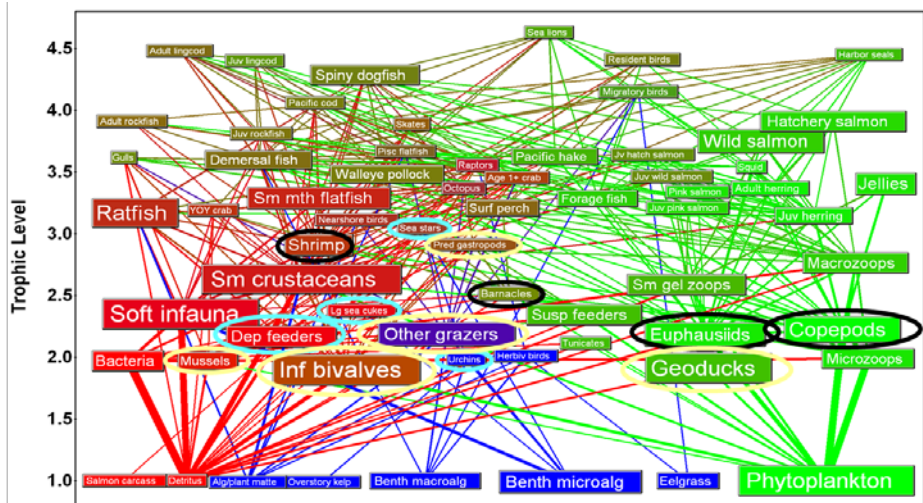 Trophic Level
4.5
4.0
3.5
3.0
2.5
2.0
1.5
1.0
Sea lions
Adult lingcod
Juv lingcod
Resident birds
Harbor seals
Spiny dogfish
Migratory birds
Pacific cod
Adult rockfish
Skates
Hatchery salmon
Juv rockfish
Wild salmon
Gulls
Demersal fish
Pisc flatfish
Pacific hake
Jv hatch salmon
Raptors
Squid
Walleye pollock
Age 1+ crab
Juv wild salmon
Jellies
Octopus
Pink salmon
Adult herring
Sm mth flatfish
Forage fish
Ratfish
YOY crab
Surf perch
Juv pink salmon
Juv herring
Nearshore birds
Sea stars
Shrimp
Pred gastropods
Macrozoops
Sm crustaceans
Sm gel zoops
Barnacles
Soft infauna
Lg sea cukes
Susp feeders
Dep feeders
Other grazers
Euphausiids
Copepods
Tunicates
Bacteria
Mussels
Urchins
Herbiv birds
Microzoops
Inf bivalves
Geoducks
Salmon carcass
Detritus
Alg/plant matte
Overstory kelp
Benth macroalg
Benth microalg
Eelgrass
Phytoplankton